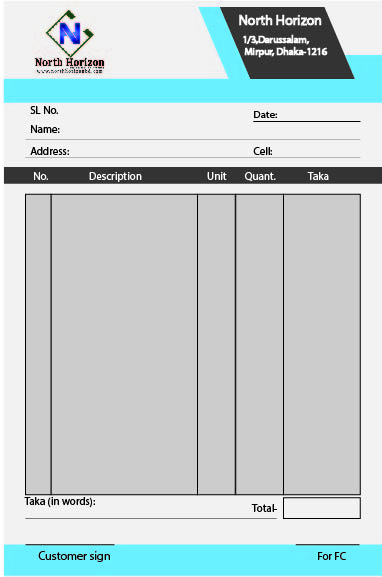 N
North Horizon
www.northhorizonbd.com
North Horizon
1/3,Darussalam,
Mirpur, Dhaka-1216
SL No.
Date:
Name:
Address:
Cell:
No. Description Unit Quant. Taka
Taka (in words):
Total-
Customer sign
For FC